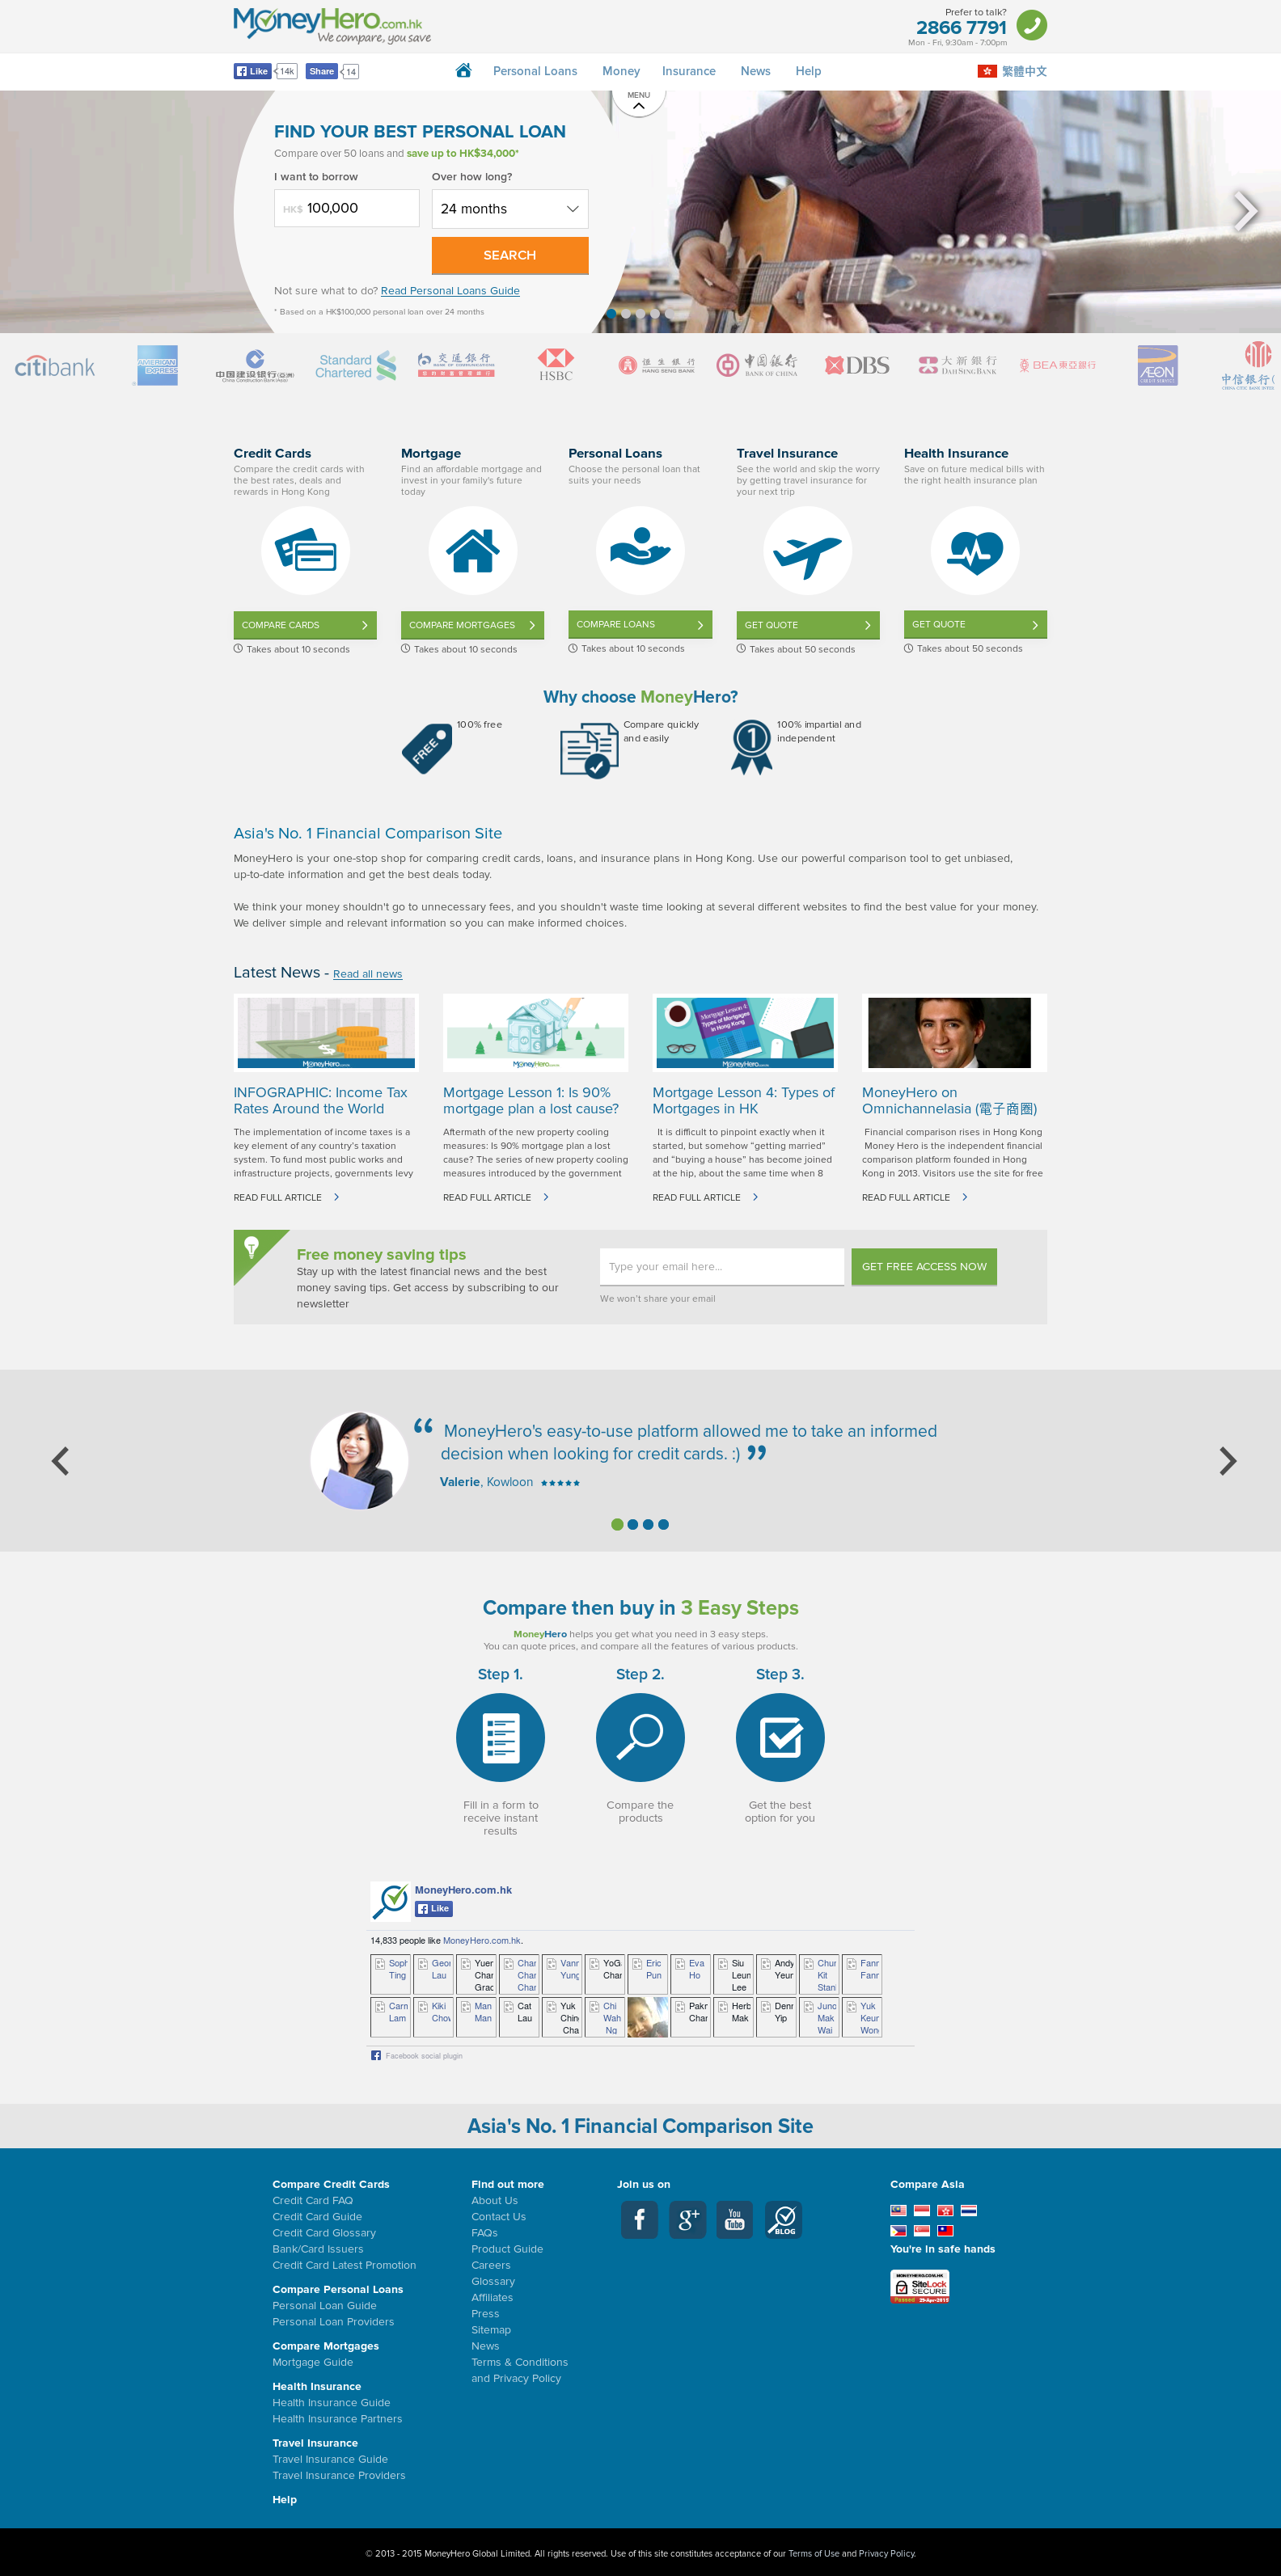 MoneyHero.com.hk
We compare, you save
Prefer to talk?
2866 7791
Mon - Fri, 9:30am - 7:00pm
Like 14k Share 14
Personal Loans Money Insurance News Help
繁體中文
MENU
FIND YOUR BEST PERSONAL LOAN
Compare over 50 loans and save up to HK$34,000*
I want to borrow Over how long?
HK$ 100,000 24 months
SEARCH
Not sure what to do? Read Personal Loans Guide
* Based on a HK$100,000 personal loan over 24 months
citibank
AMERICAN EXPRESS
中国建设银行(亞洲)
China Construction Bank (Asia)
Standard Chartered
交通銀行
BANK OF COMMUNICATIONS
HSBC
恒生銀行
HANG SENG BANK
中國銀行
BANK OF CHINA
DBS
大新銀行
DAH SING BANK
BEA東亞銀行
ÆON
中信銀行(
Credit Cards
Compare the credit cards with
the best rates, deals and
rewards in Hong Kong
COMPARE CARDS
Takes about 10 seconds
Mortgage
Find an affordable mortgage and
invest in your family's future
today
COMPARE MORTGAGES
Takes about 10 seconds
Personal Loans
Choose the personal loan that
suits your needs
COMPARE LOANS
Takes about 10 seconds
Travel Insurance
See the world and skip the worry
by getting travel insurance for
your next trip
GET QUOTE
Takes about 50 seconds
Health Insurance
Save on future medical bills with
the right health insurance plan
GET QUOTE
Takes about 50 seconds
Why choose MoneyHero?
FREE
100% free
Compare quickly
and easily
1
100% impartial and
independent
Asia's No. 1 Financial Comparison Site
MoneyHero is your one-stop shop for comparing credit cards, loans, and insurance plans in Hong Kong. Use our powerful comparison tool to get unbiased,
up-to-date information and get the best deals today.
We think your money shouldn't go to unnecessary fees, and you shouldn't waste time looking at several different websites to find the best value for your money.
We deliver simple and relevant information so you can make informed choices.
Latest News - Read all news
MoneyHero
INFOGRAPHIC: Income Tax
Rates Around the World
The implementation of income taxes is a
key element of any country's taxation
system. To fund most public works and
infrastructure projects, governments levy
READ FULL ARTICLE
MoneyHero
Mortgage Lesson 1: Is 90%
mortgage plan a lost cause?
Aftermath of the new property cooling
measures: Is 90% mortgage plan a lost
cause? The series of new property cooling
measures introduced by the government
READ FULL ARTICLE
Mortgage Lesson 4:
Types of Mortgages
in Hong Kong
MoneyHero
Mortgage Lesson 4: Types of
Mortgages in HK
It is difficult to pinpoint exactly when it
started, but somehow “getting married”
and “buying a house” has become joined
at the hip, about the same time when 8
READ FULL ARTICLE
MoneyHero on
Omnichannelasia (電子商圈)
Financial comparison rises in Hong Kong
Money Hero is the independent financial
comparison platform founded in Hong
Kong in 2013. Visitors use the site for free
READ FULL ARTICLE
Free money saving tips
Stay up with the latest financial news and the best
money saving tips. Get access by subscribing to our
newsletter
Type your email here...
GET FREE ACCESS NOW
We won't share your email
“ MoneyHero's easy-to-use platform allowed me to take an informed
decision when looking for credit cards. :) ”
Valerie, Kowloon
Compare then buy in 3 Easy Steps
MoneyHero helps you get what you need in 3 easy steps.
You can quote prices, and compare all the features of various products.
Step 1. Step 2. Step 3.
Fill in a form to
receive instant
results
Compare the
products
Get the best
option for you
MoneyHero.com.hk
Like
14,833 people like MoneyHero.com.hk.
Ting
Lau
Eric
Pun
Eva
Ho
Siu
Lee
Andy
Kit
Lam
Kiki
Man
Man
Cat
Lau
Yuk
Chi
Wah
Ng
Mak
Yip
Mak
Wai
Yuk
Facebook social plugin
Asia's No. 1 Financial Comparison Site
Compare Credit Cards
Credit Card FAQ
Credit Card Guide
Credit Card Glossary
Bank/Card Issuers
Credit Card Latest Promotion
Compare Personal Loans
Personal Loan Guide
Personal Loan Providers
Compare Mortgages
Mortgage Guide
Health Insurance
Health Insurance Guide
Health Insurance Partners
Travel Insurance
Travel Insurance Guide
Travel Insurance Providers
Help
Find out more
About Us
Contact Us
FAQs
Product Guide
Careers
Glossary
Affiliates
Press
Sitemap
News
Terms & Conditions
and Privacy Policy
Join us on
You Tube
BLOG
Compare Asia
You're in safe hands
MONEYHERO.COM.HK
SiteLock
SECURE
Passed 29-Apr-2015
© 2013 - 2015 MoneyHero Global Limited. All rights reserved. Use of this site constitutes acceptance of our Terms of Use and Privacy Policy.